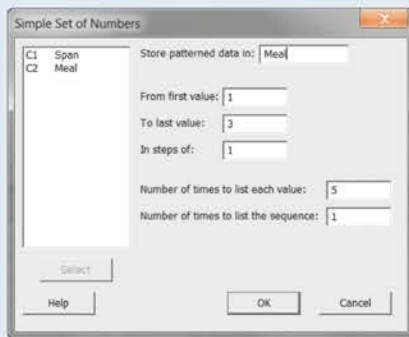 Simple Set of Numbers
C1 Span
C2 Meal
Store patterned data in: Meal
From first value: 1
To last value: 3
In steps of: 1
Number of times to list each value: 5
Number of times to list the sequence: 1
Select
Help
OK
Cancel